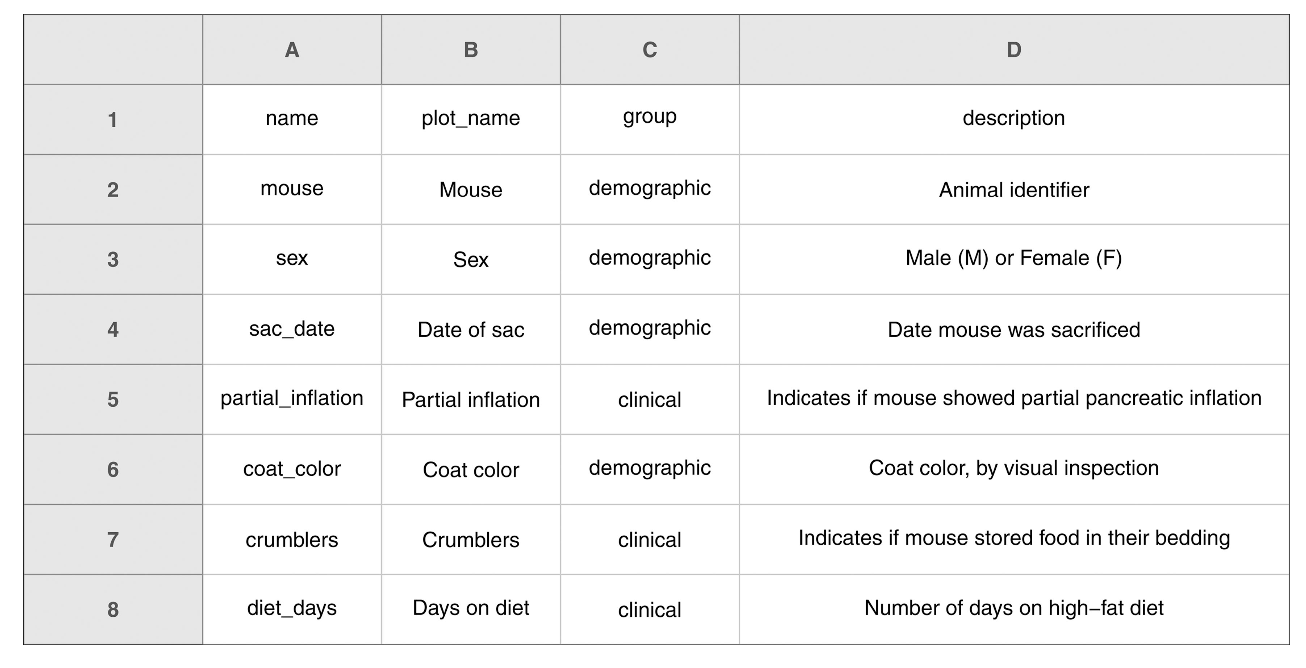 A B C D
1 name plot_name group description
2 mouse Mouse demographic Animal identifier
3 sex Sex demographic Male (M) or Female (F)
4 sac_date Date of sac demographic Date mouse was sacrificed
5 partial_inflation Partial inflation clinical Indicates if mouse showed partial pancreatic inflation
6 coat_color Coat color demographic Coat color, by visual inspection
7 crumblers Crumblers clinical Indicates if mouse stored food in their bedding
8 diet_days Days on diet clinical Number of days on high−fat diet